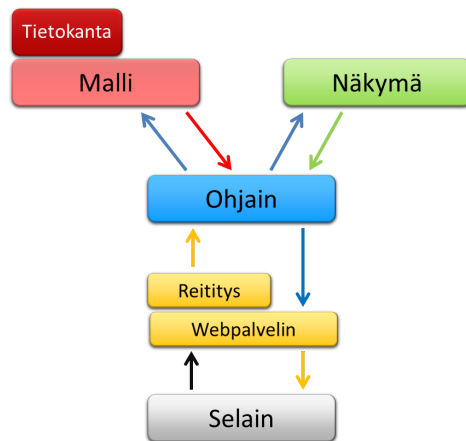 Tietokanta
Malli
Näkymä
Ohjain
Reititys
Webpalvelin
Selain